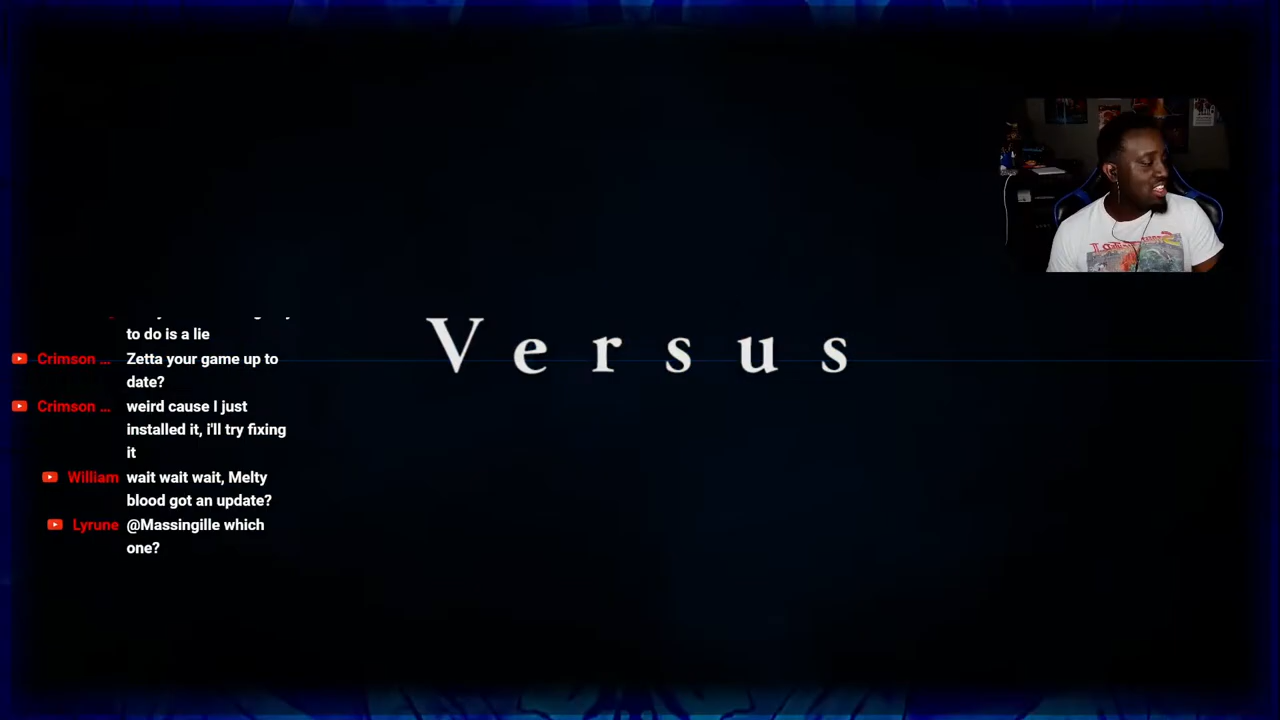 to do is a lie
Crimson ... Zetta your game up to
date?
Crimson ... weird cause I just
installed it, i'll try fixing
it
William wait wait wait, Melty
blood got an update?
Lyrune @Massingille which
one?
Versus